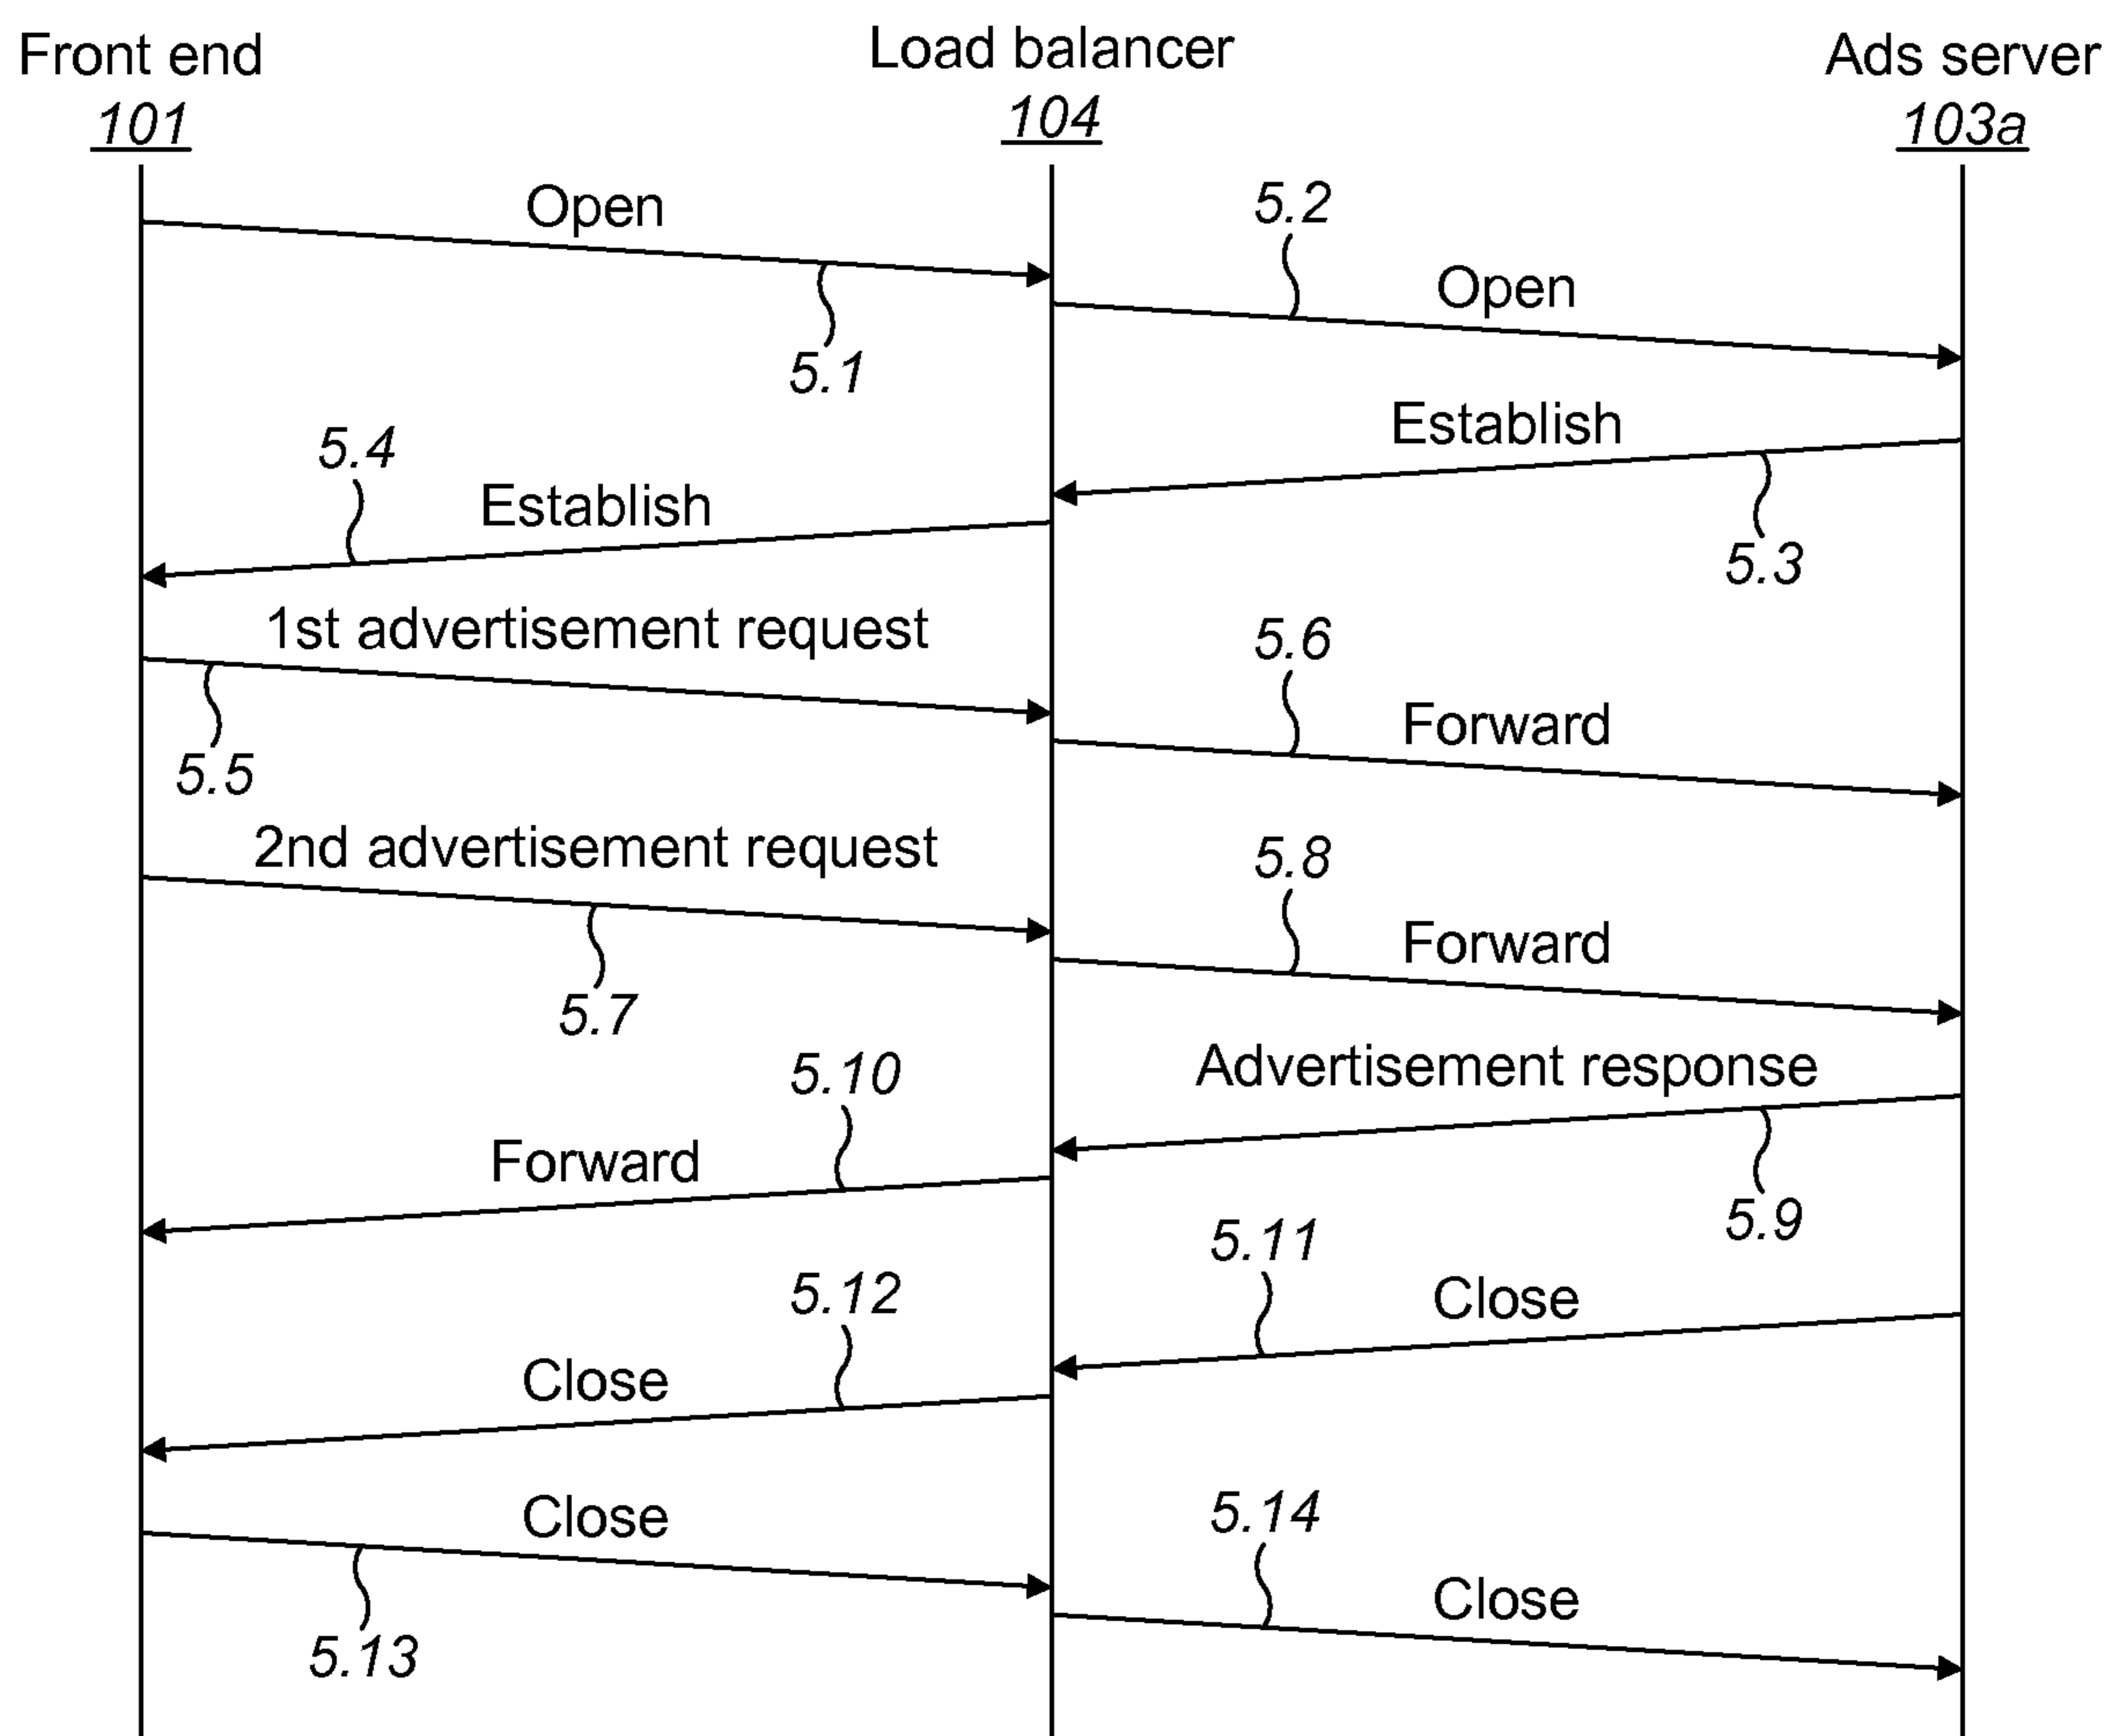 Front end
101
Load balancer
104
Ads server
103a
Open
5.1
5.2
Open
Establish
5.3
5.4
Establish
1st advertisement request
5.5
5.6
Forward
2nd advertisement request
5.7
5.8
Forward
Advertisement response
5.9
5.10
Forward
5.11
Close
5.12
Close
Close
5.13
5.14
Close